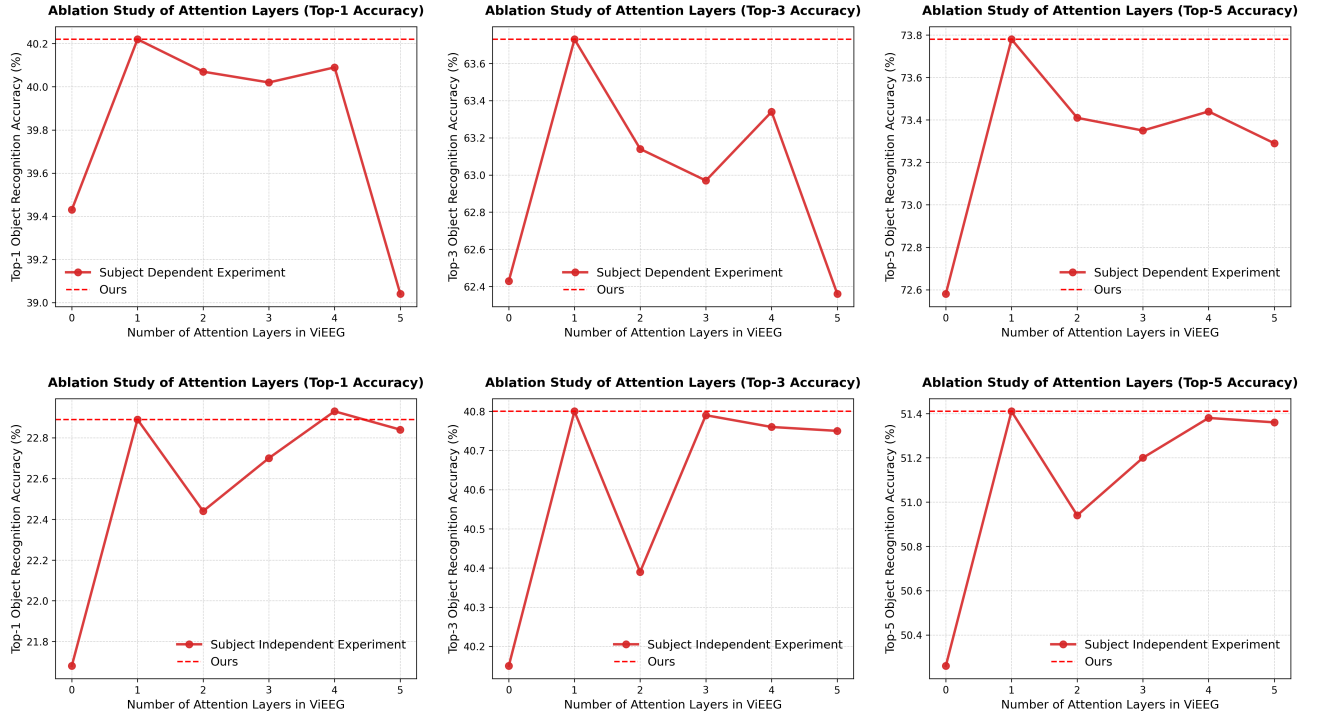 Ablation Study of Attention Layers (Top-1 Accuracy)
Top-1 Object Recognition Accuracy (%)
40.2
40.0
39.8
39.6
39.4
39.2
39.0
Subject Dependent Experiment
Ours
0 1 2 3 4 5
Number of Attention Layers in ViEEG
Ablation Study of Attention Layers (Top-3 Accuracy)
Top-3 Object Recognition Accuracy (%)
63.6
63.4
63.2
63.0
62.8
62.6
62.4
Subject Dependent Experiment
Ours
0 1 2 3 4 5
Number of Attention Layers in ViEEG
Ablation Study of Attention Layers (Top-5 Accuracy)
Top-5 Object Recognition Accuracy (%)
73.8
73.6
73.4
73.2
73.0
72.8
72.6
Subject Dependent Experiment
Ours
0 1 2 3 4 5
Number of Attention Layers in ViEEG
Ablation Study of Attention Layers (Top-1 Accuracy)
Top-1 Object Recognition Accuracy (%)
22.8
22.6
22.4
22.2
22.0
21.8
Subject Independent Experiment
Ours
0 1 2 3 4 5
Number of Attention Layers in ViEEG
Ablation Study of Attention Layers (Top-3 Accuracy)
Top-3 Object Recognition Accuracy (%)
40.8
40.7
40.6
40.5
40.4
40.3
40.2
Subject Independent Experiment
Ours
0 1 2 3 4 5
Number of Attention Layers in ViEEG
Ablation Study of Attention Layers (Top-5 Accuracy)
Top-5 Object Recognition Accuracy (%)
51.4
51.2
51.0
50.8
50.6
50.4
Subject Independent Experiment
Ours
0 1 2 3 4 5
Number of Attention Layers in ViEEG